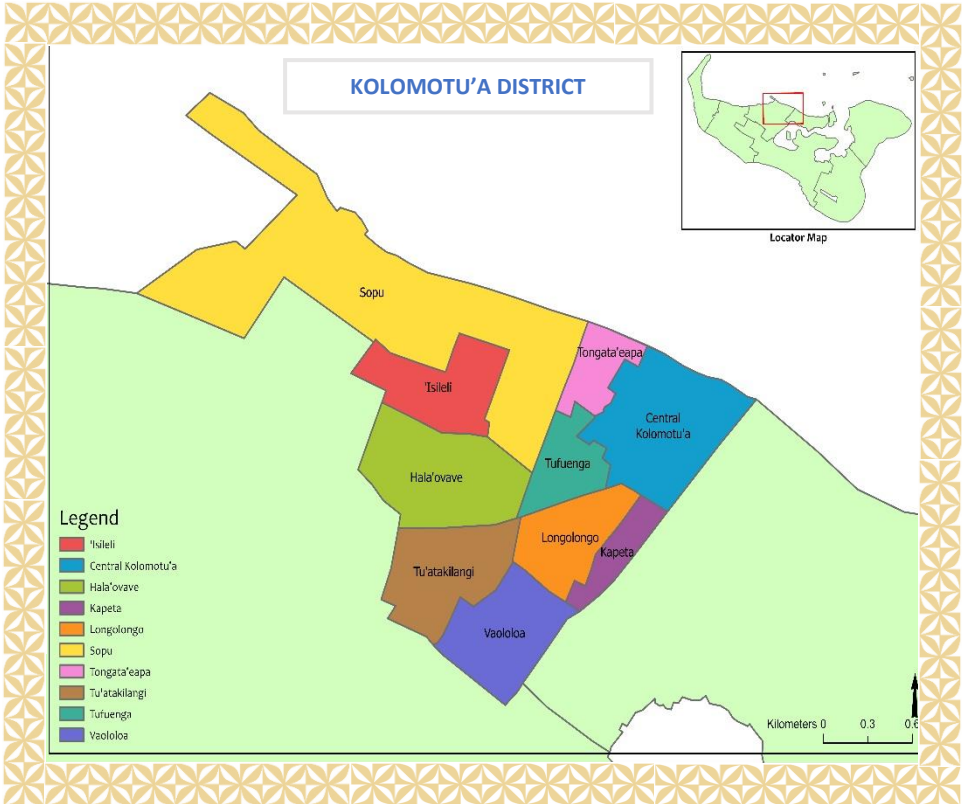 KOLOMOTU'A DISTRICT
Locator Map
Sopu
Tongata'eapa
'Isileli
Central
Kolomotu'a
Tufuenga
Hala'ovave
Longolongo
Kapeta
Tu'atakilangi
Vaololoa
Legend
'Isileli
Central Kolomotu'a
Hala'ovave
Kapeta
Longolongo
Sopu
Tongata'eapa
Tu'atakilangi
Tufuenga
Vaololoa
Kilometers 0 0.3 0.6